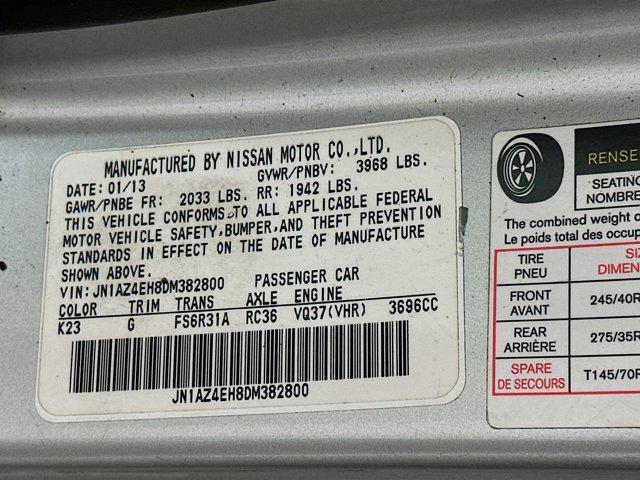 MANUFACTURED BY NISSAN MOTOR CO.,LTD.
DATE: 01/13 GVWR/PNBV: 3968 LBS.
GAWR/PNBE FR: 2033 LBS. RR: 1942 LBS.
THIS VEHICLE CONFORMS TO ALL APPLICABLE FEDERAL
MOTOR VEHICLE SAFETY,BUMPER,AND THEFT PREVENTION
STANDARDS IN EFFECT ON THE DATE OF MANUFACTURE
SHOWN ABOVE.
VIN: JN1AZ4EH8DM382800 PASSENGER CAR
COLOR TRIM TRANS AXLE ENGINE
K23 G FS6R31A RC36 VQ37(VHR) 3696CC
JN1AZ4EH8DM382800
RENSE
SEATING
NOMBRE
The combined weight o
Le poids total des occup
TIRE
PNEU
SIZ
DIMEN
FRONT
AVANT
245/40R
REAR
ARRIÈRE
275/35R
SPARE
DE SECOURS
T145/70R